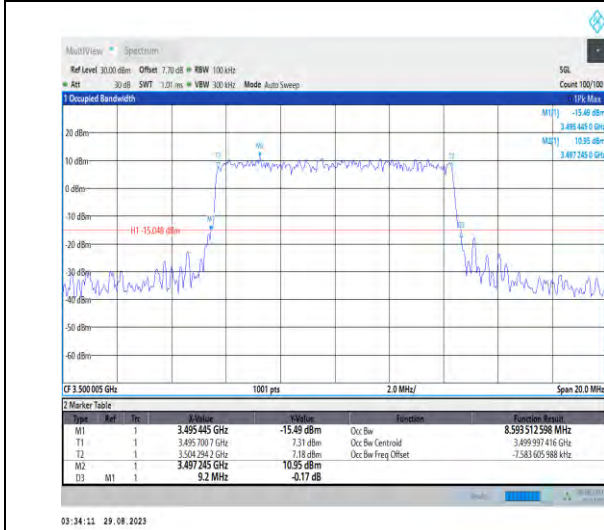 MultiView Spectrum
Ref Level 30.00 dBm Offset 7.70 dB RBW 100 kHz SGL
Att 30 dB SWT 1.01 ms VBW 300 kHz Mode Auto Sweep Count 100/100
1 Occupied Bandwidth 1Pk Max
M1[1] -15.49 dBm
3.495 445 0 GHz
20 dBm
M2[1] 10.95 dBm
3.497 245 0 GHz
M2
T1
T2
10 dBm
0 dBm
-10 dBm
M1
D3
H1 -15.048 dBm
-20 dBm
-30 dBm
-40 dBm
-50 dBm
-60 dBm
CF 3.500 005 GHz 1001 pts 2.0 MHz/ Span 20.0 MHz
2 Marker Table
Type Ref Trc X-Value Y-Value Function Function Result
M1 1 3.495 445 GHz -15.49 dBm Occ Bw 8.593 512 598 MHz
T1 1 3.495 700 7 GHz 7.31 dBm Occ Bw Centroid 3.499 997 416 GHz
T2 1 3.504 294 2 GHz 7.18 dBm Occ Bw Freq Offset -7.583 605 988 kHz
M2 1 3.497 245 GHz 10.95 dBm
D3 M1 1 9.2 MHz -0.17 dB
03:34:11 29.08.2023